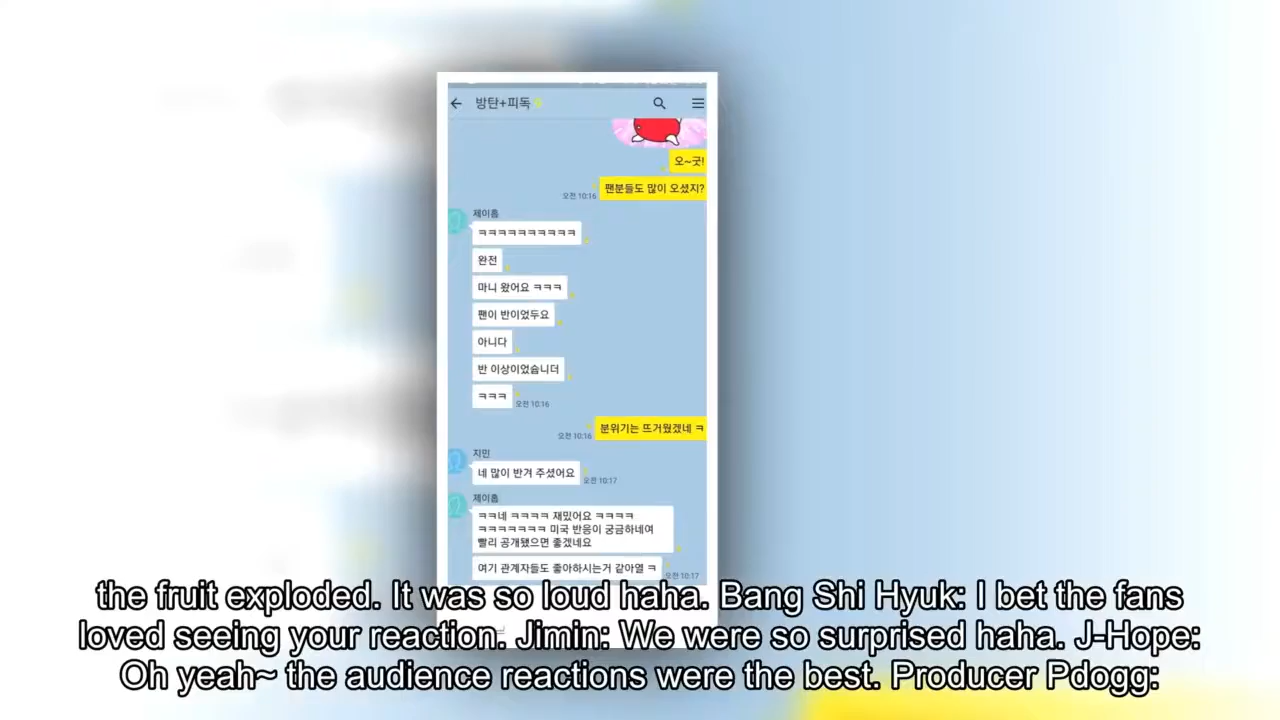 방탄+피독
오~굿!
팬분들도 많이 오셨지?
오전 10:16
제이홉
ㅋㅋㅋㅋㅋㅋㅋㅋㅋㅋ
완전
마니 왔어요 ㅋㅋㅋ
팬이 반이었두요
아니다
반 이상이었습니더
ㅋㅋㅋ
오전 10:16
분위기는 뜨거웠겠네 ㅋ
오전 10:16
지민
네 많이 반겨 주셨어요
오전 10:17
제이홉
ㅋㅋ네 ㅋㅋㅋㅋ 재밌어요 ㅋㅋㅋㅋ
ㅋㅋㅋㅋㅋㅋㅋ 미국 반응이 궁금하네여
빨리 공개됐으면 좋겠네요
여기 관계자들도 좋아하시는거 같아열 ㅋ
오전 10:17
the fruit exploded. It was so loud haha. Bang Shi Hyuk: I bet the fans
loved seeing your reaction. Jimin: We were so surprised haha. J-Hope:
Oh yeah~ the audience reactions were the best. Producer Pdogg: